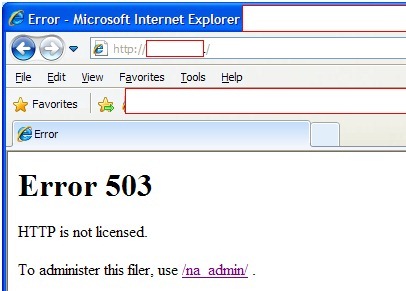 Error - Microsoft Internet Explorer
http:// /
File Edit View Favorites Tools Help
Favorites
Error
Error 503
HTTP is not licensed.
To administer this filer, use /na_admin/ .